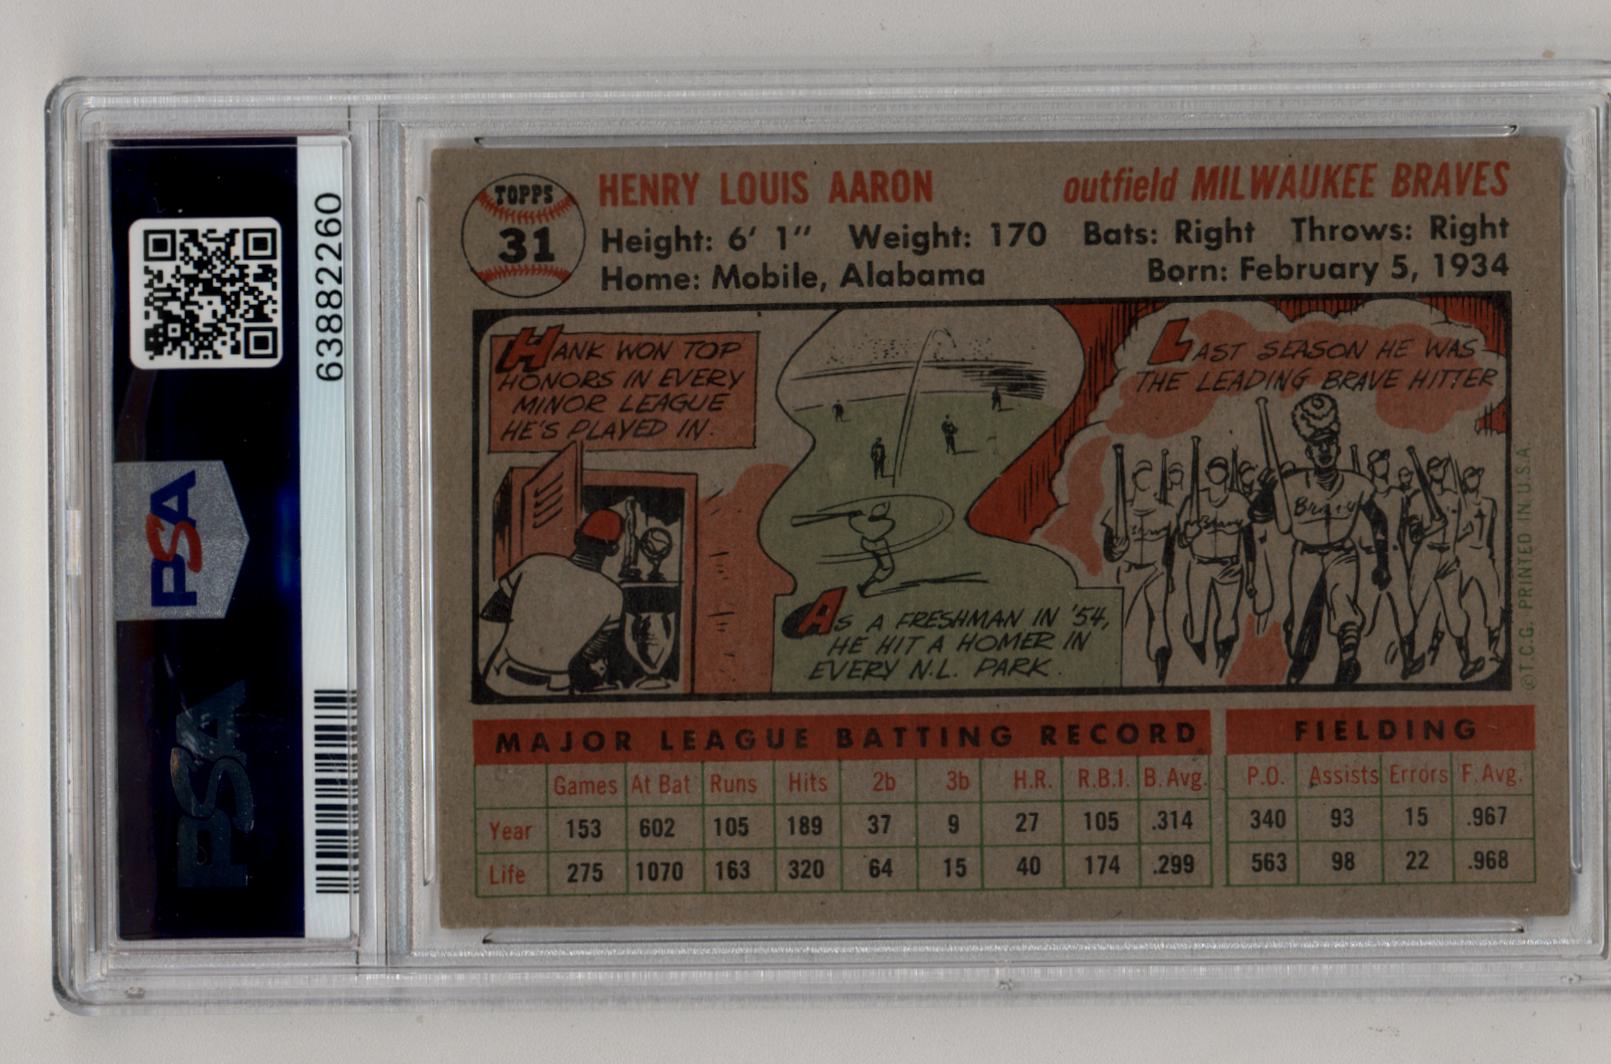 63882260
PSA
PSA
TOPPS
31
HENRY LOUIS AARON
outfield MILWAUKEE BRAVES
Height: 6' 1" Weight: 170 Bats: Right Throws: Right
Home: Mobile, Alabama
Born: February 5, 1934
HANK WON TOP
HONORS IN EVERY
MINOR LEAGUE
HE'S PLAYED IN.
AS A FRESHMAN IN '54,
HE HIT A HOMER IN
EVERY N.L. PARK.
LAST SEASON HE WAS
THE LEADING BRAVE HITTER
©T.C.G. PRINTED IN U.S.A.
MAJOR LEAGUE BATTING RECORD
Games At Bat Runs Hits 2b 3b H.R. R.B.I. B. Avg.
Year 153 602 105 189 37 9 27 105 .314
Life 275 1070 163 320 64 15 40 174 .299
FIELDING
P.O. Assists Errors F. Avg.
340 93 15 .967
563 98 22 .968